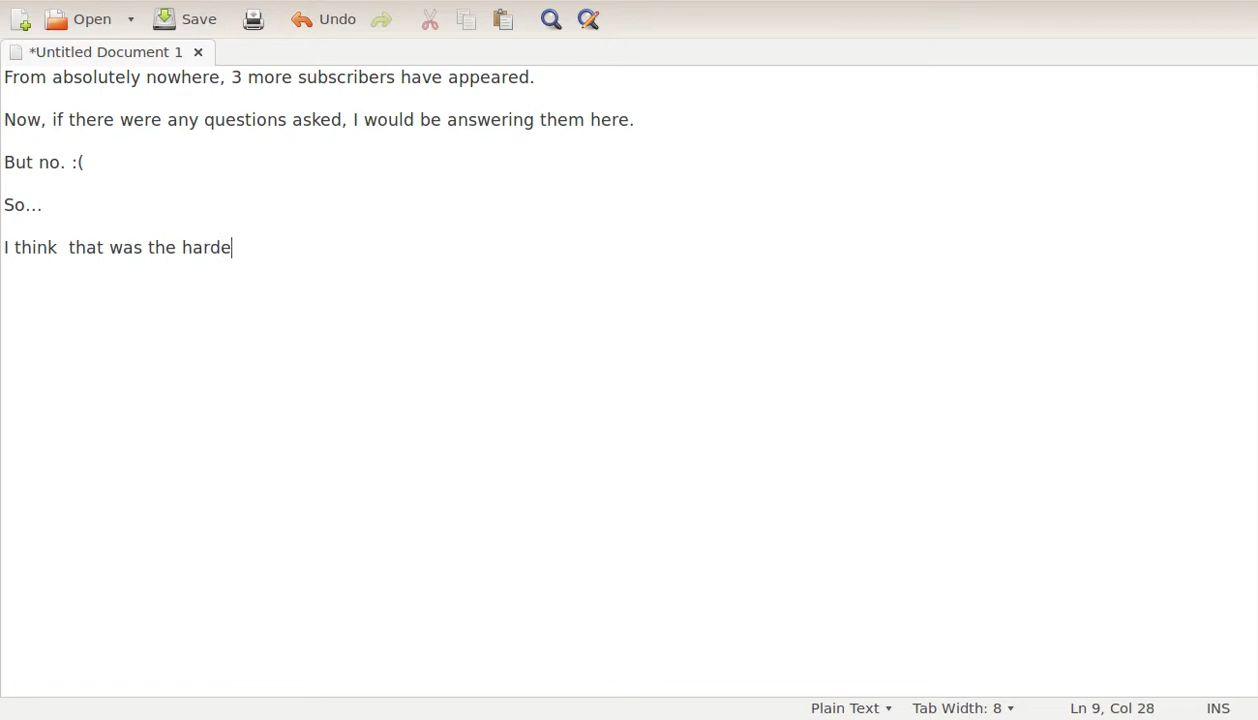 Open Save Undo
*Untitled Document 1
From absolutely nowhere, 3 more subscribers have appeared.
Now, if there were any questions asked, I would be answering them here.
But no. :(
So...
I think  that was the harde
Plain Text Tab Width: 8 Ln 9, Col 28 INS